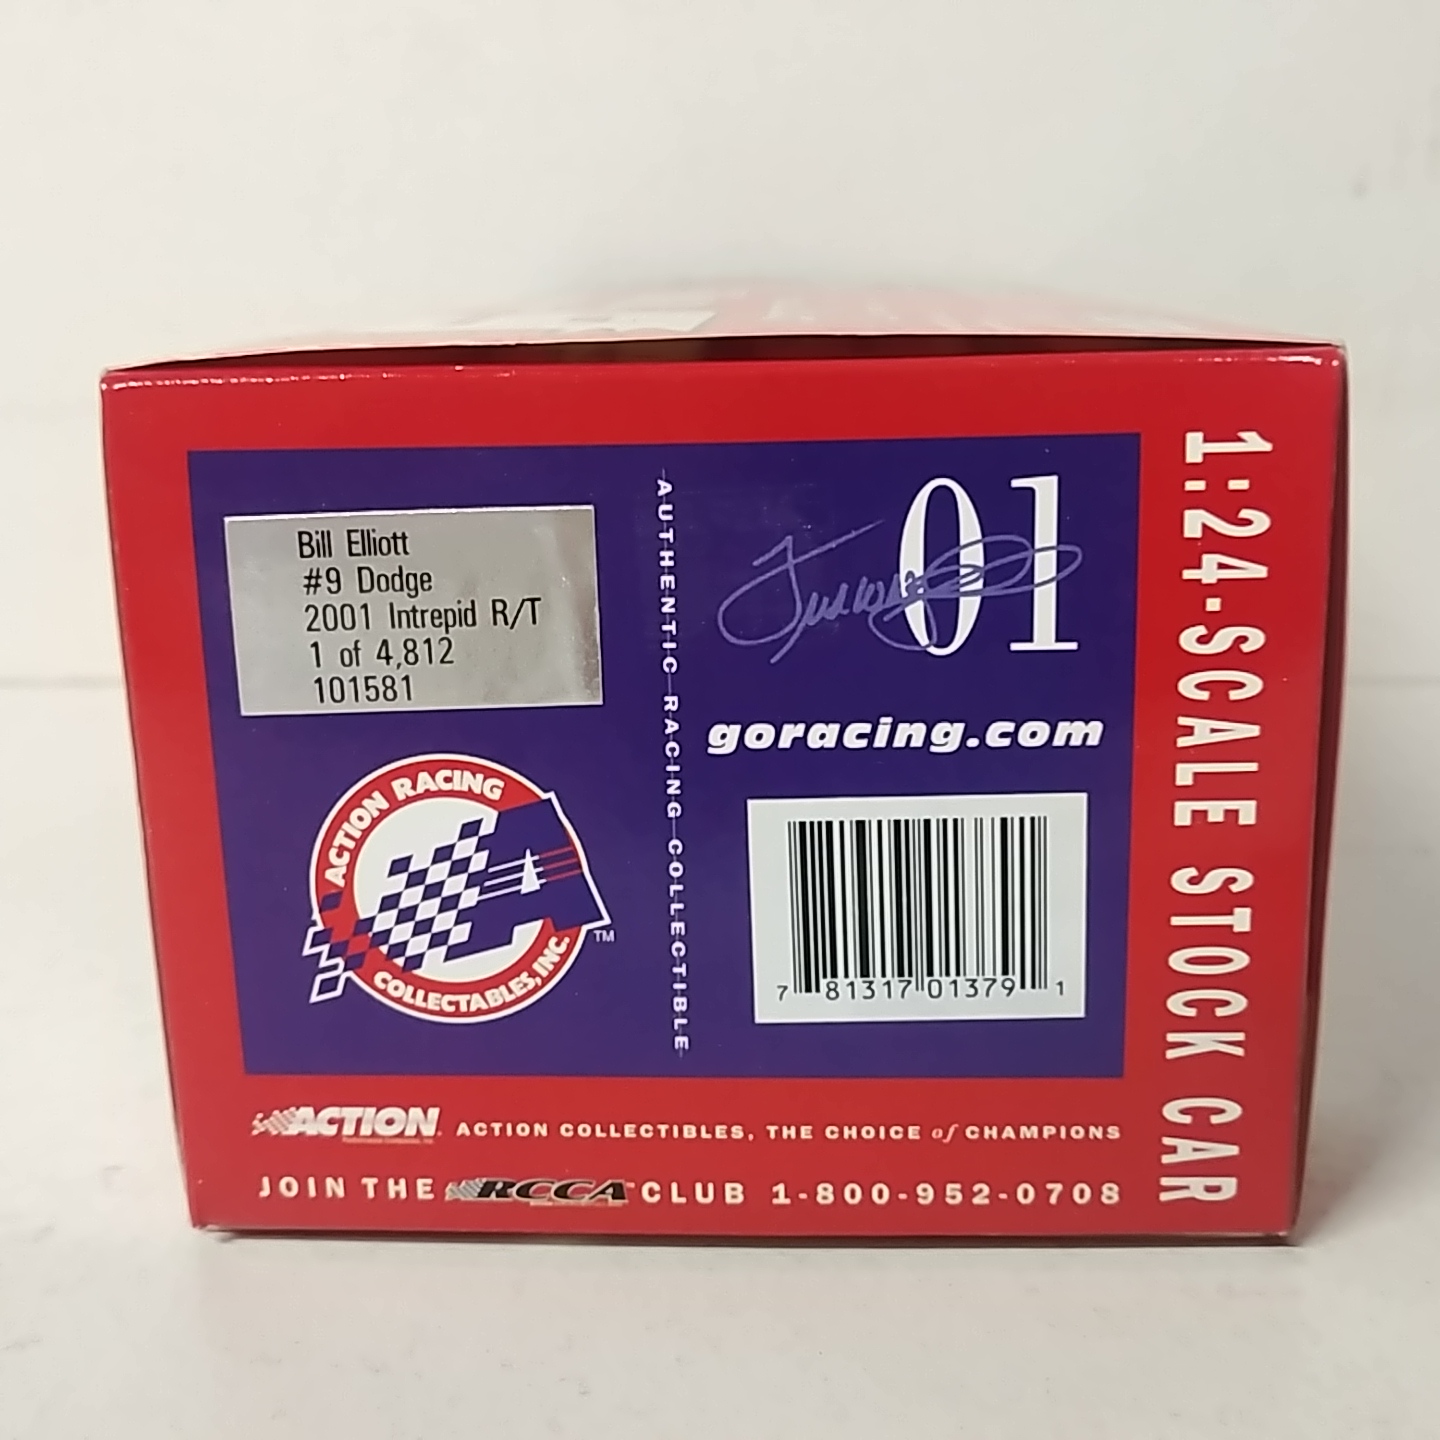 Bill Elliott
#9 Dodge
2001 Intrepid R/T
1 of 4,812
101581
ACTION RACING
COLLECTABLES, INC.
TM
AUTHENTIC RACING COLLECTIBLE
01
goracing.com
7 81317 01379 1
1:24-SCALE STOCK CAR
ACTION ACTION COLLECTIBLES, THE CHOICE of CHAMPIONS
JOIN THE RCCA CLUB 1-800-952-0708